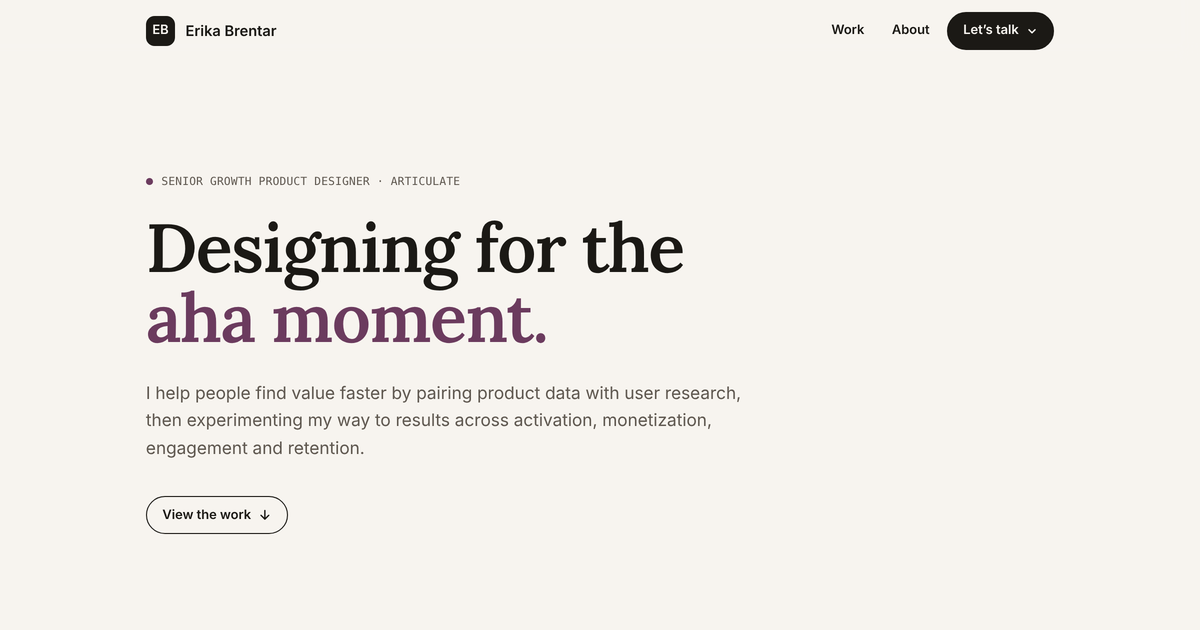 EB Erika Brentar Work About Let's talk
SENIOR GROWTH PRODUCT DESIGNER · ARTICULATE
Designing for the
aha moment.
I help people find value faster by pairing product data with user research,
then experimenting my way to results across activation, monetization,
engagement and retention.
View the work ↓